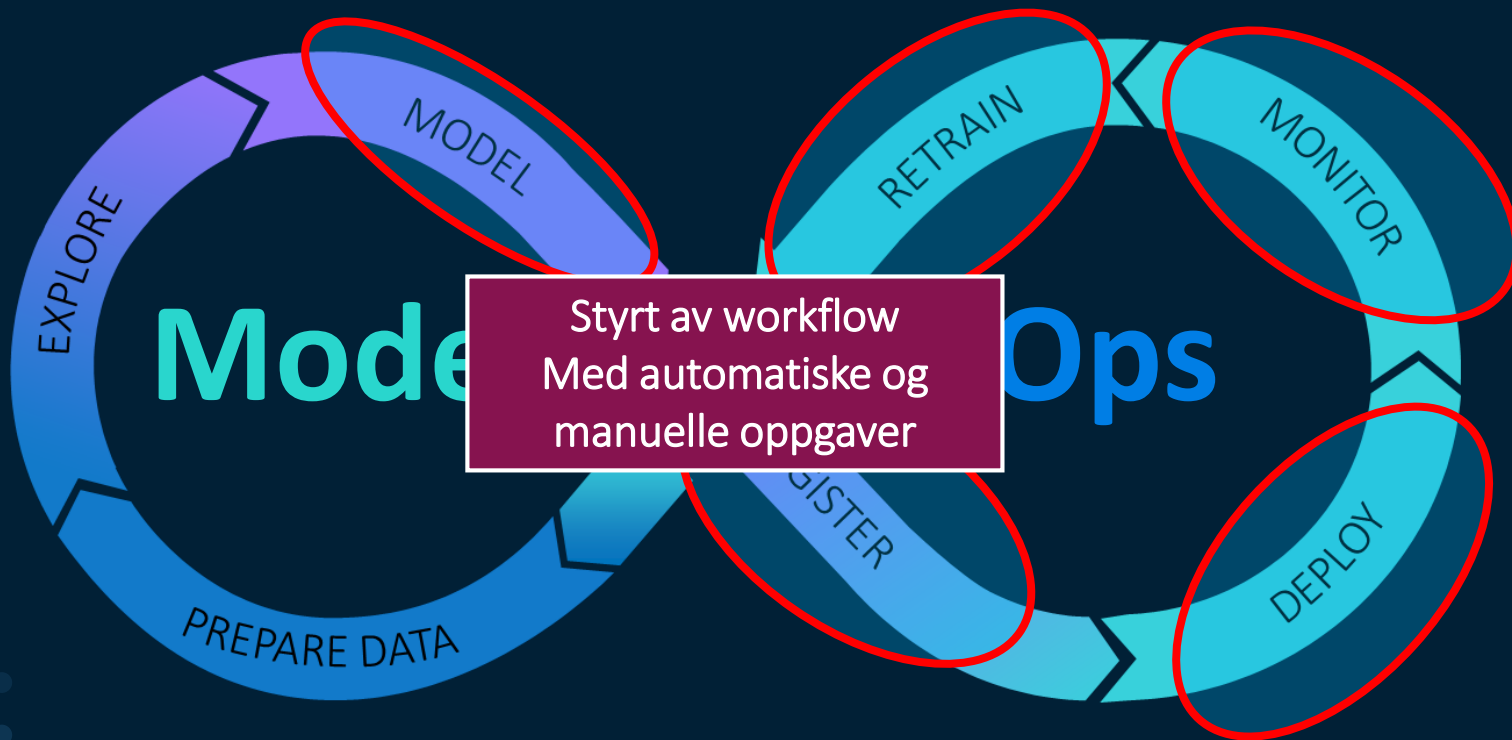 MODEL
RETRAIN
MONITOR
EXPLORE
Mode
Styrt av workflow
Med automatiske og
manuelle oppgaver
Ops
GISTER
DEPLOY
PREPARE DATA